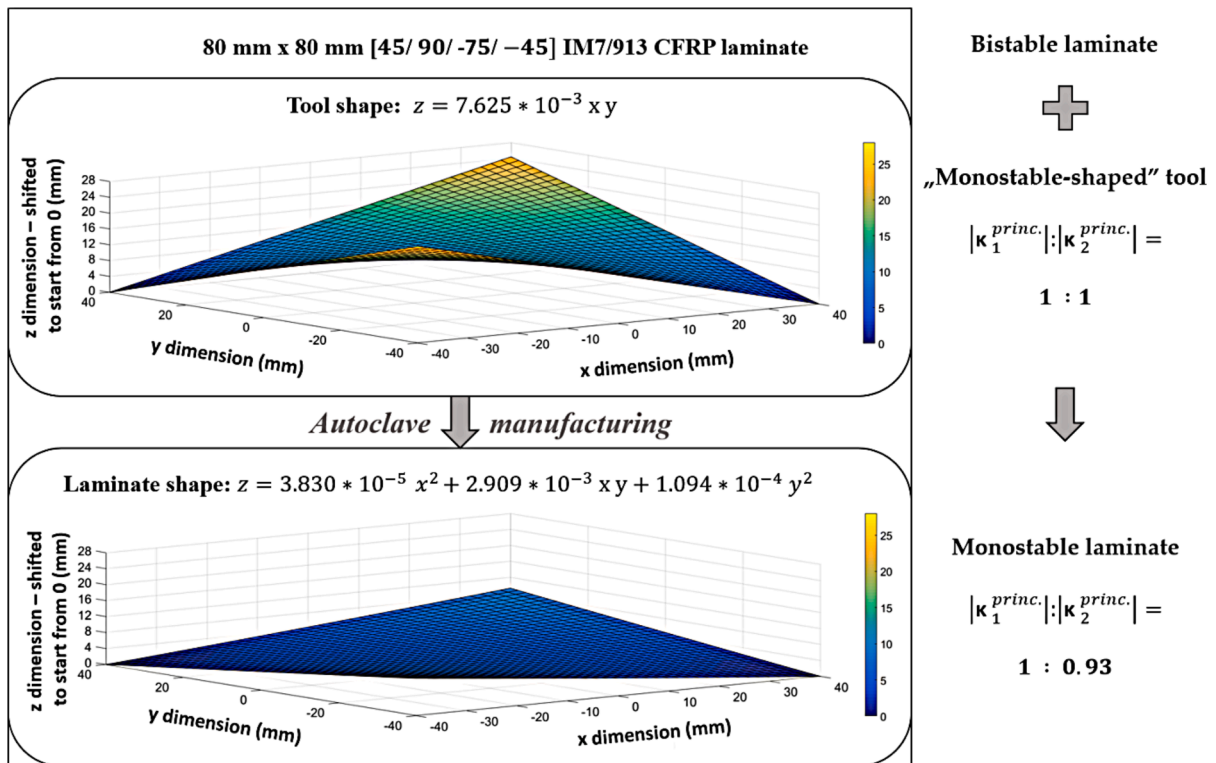 80 mm x 80 mm [45/ 90/ -75/ −45] IM7/913 CFRP laminate
Tool shape: z = 7.625 * 10⁻³ x y
z dimension – shifted
to start from 0 (mm)
28
24
20
16
12
8
4
0
40
20
0
-20
-40
y dimension (mm)
-40
-30
-20
-10
0
10
20
30
40
x dimension (mm)
25
20
15
10
5
0
Autoclave manufacturing
Laminate shape: z = 3.830 * 10⁻⁵ x² + 2.909 * 10⁻³ x y + 1.094 * 10⁻⁴ y²
z dimension – shifted
to start from 0 (mm)
28
24
20
16
12
8
4
0
40
20
0
-20
-40
y dimension (mm)
-40
-30
-20
-10
0
10
20
30
40
x dimension (mm)
25
20
15
10
5
0
Bistable laminate
„Monostable-shaped” tool
|κ₁^princ.|:|κ₂^princ.| =
1 : 1
Monostable laminate
|κ₁^princ.|:|κ₂^princ.| =
1 : 0.93